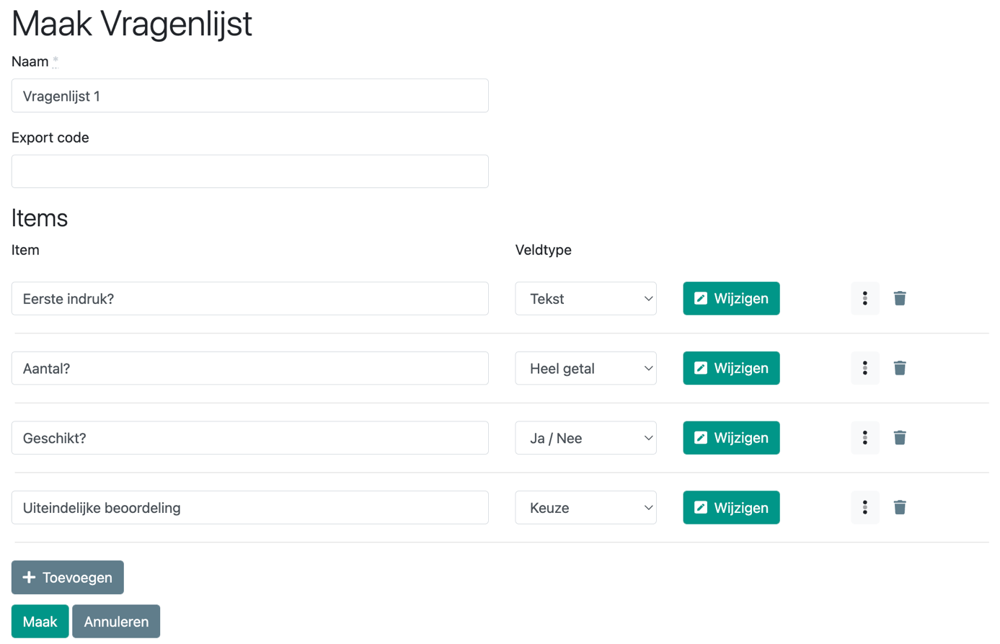 Maak Vragenlijst
Naam *
Vragenlijst 1
Export code
Items
Item Veldtype
Eerste indruk? Tekst Wijzigen
Aantal? Heel getal Wijzigen
Geschikt? Ja / Nee Wijzigen
Uiteindelijke beoordeling Keuze Wijzigen
+ Toevoegen
Maak Annuleren